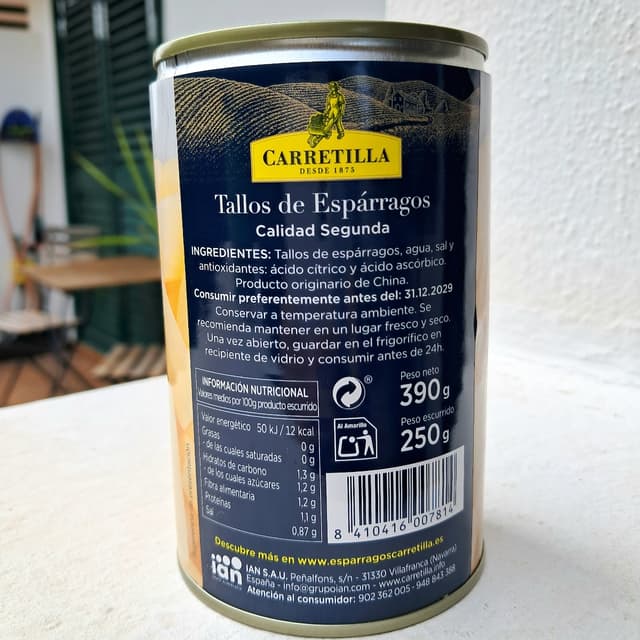 CARRETILLA
DESDE 1875
Tallos de Espárragos
Calidad Segunda
INGREDIENTES: Tallos de espárragos, agua, sal y
antioxidantes: ácido cítrico y ácido ascórbico.
Producto originario de China.
Consumir preferentemente antes del: 31.12.2029
Conservar a temperatura ambiente. Se
recomienda mantener en un lugar fresco y seco.
Una vez abierto, guardar en el frigorífico en
recipiente de vidrio y consumir antes de 24h.
INFORMACIÓN NUTRICIONAL
Valores medios por 100g producto escurrido
Valor energético 50 kJ / 12 kcal
Grasas 0 g
- de las cuales saturadas 0 g
Hidratos de carbono 1,3 g
- de los cuales azúcares 1,2 g
Fibra alimentaria 1,2 g
Proteínas 1,1 g
Sal 0,87 g
®
Al Amarillo
Peso neto
390 g
Peso escurrido
250 g
8 410416 007814
Descubre más en www.esparragoscarretilla.es
ian
IAN S.A.U. Peñalfons, s/n - 31330 Villafranca (Navarra)
España - info@grupoian.com - www.carretilla.info
Atención al consumidor: 902 362 005 - 948 843 388